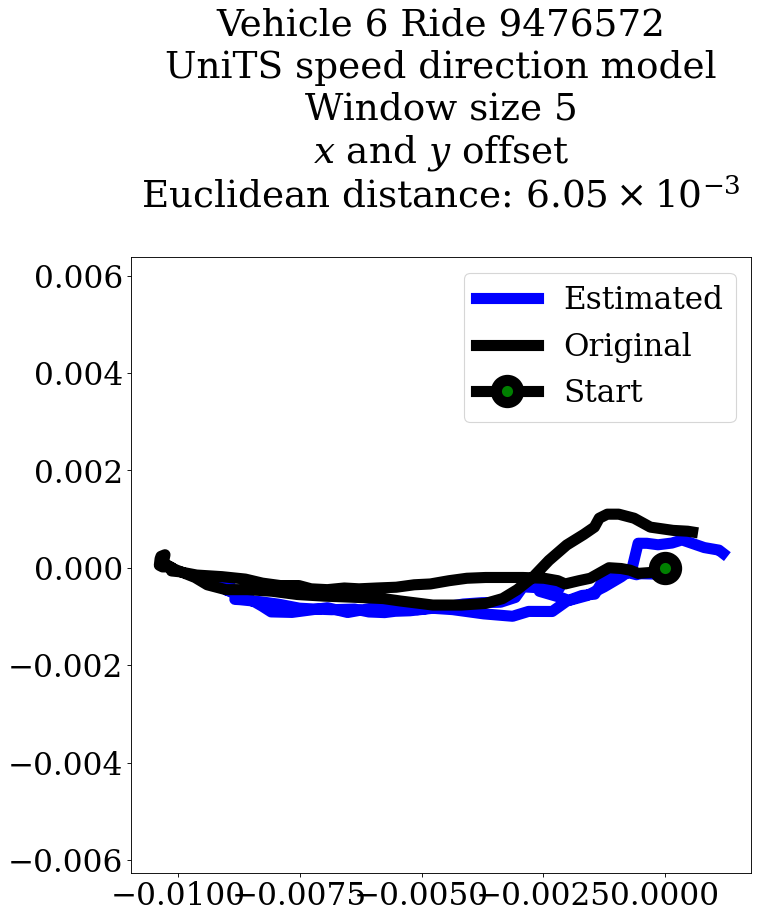 Vehicle 6 Ride 9476572
UniTS speed direction model
Window size 5
x and y offset
Euclidean distance: 6.05 × 10⁻³
Estimated
Original
Start
0.006
0.004
0.002
0.000
−0.002
−0.004
−0.006
−0.0100 −0.0075 −0.0050 −0.0025 0.0000